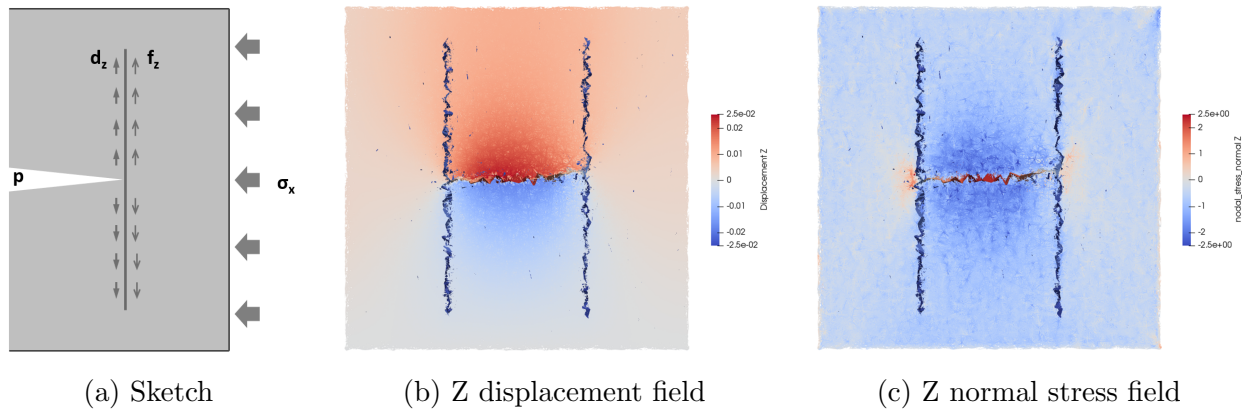 d_z f_z
p
σ_x
2.5e-02
0.02
0.01
0
-0.01
-0.02
-2.5e-02
Displacement Z
2.5e+00
2
1
0
-1
-2
-2.5e+00
nodal_stress_normal Z
(a) Sketch
(b) Z displacement field
(c) Z normal stress field